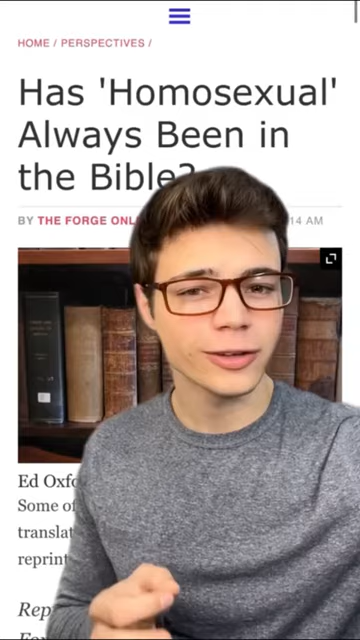 HOME / PERSPECTIVES /
Has 'Homosexual'
Always Been in
the Bible?
BY THE FORGE ONL 14 AM
Ed Oxfo
Some of
translat
reprint
Rep